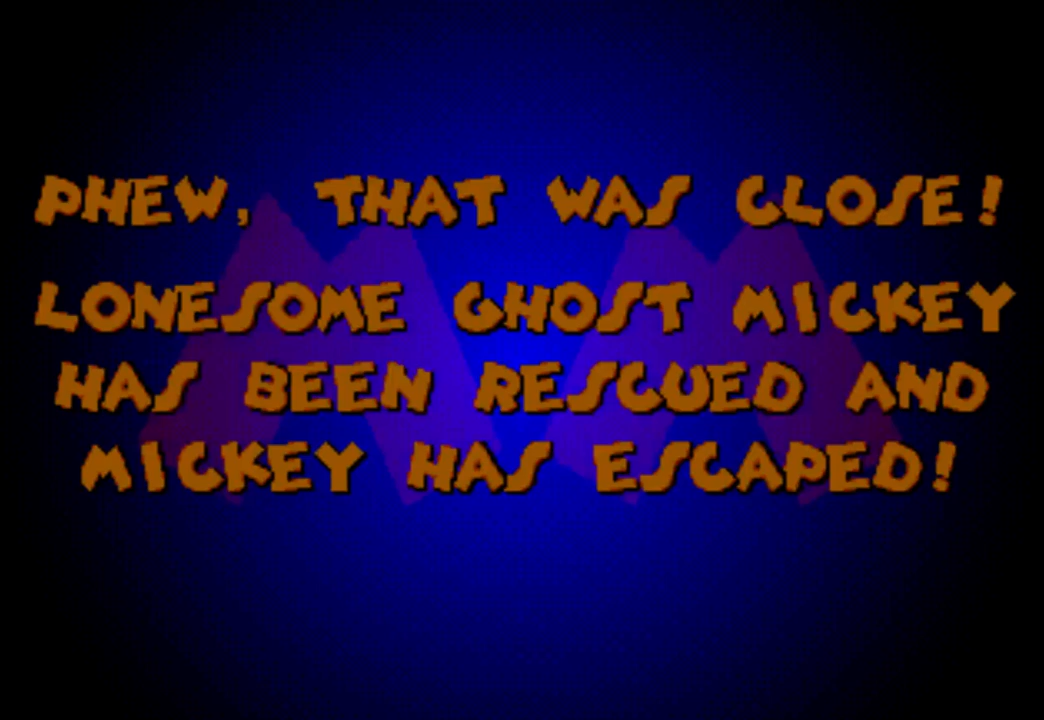 PHEW, THAT WAS CLOSE!
LONESOME GHOST MICKEY
HAS BEEN RESCUED AND
MICKEY HAS ESCAPED!